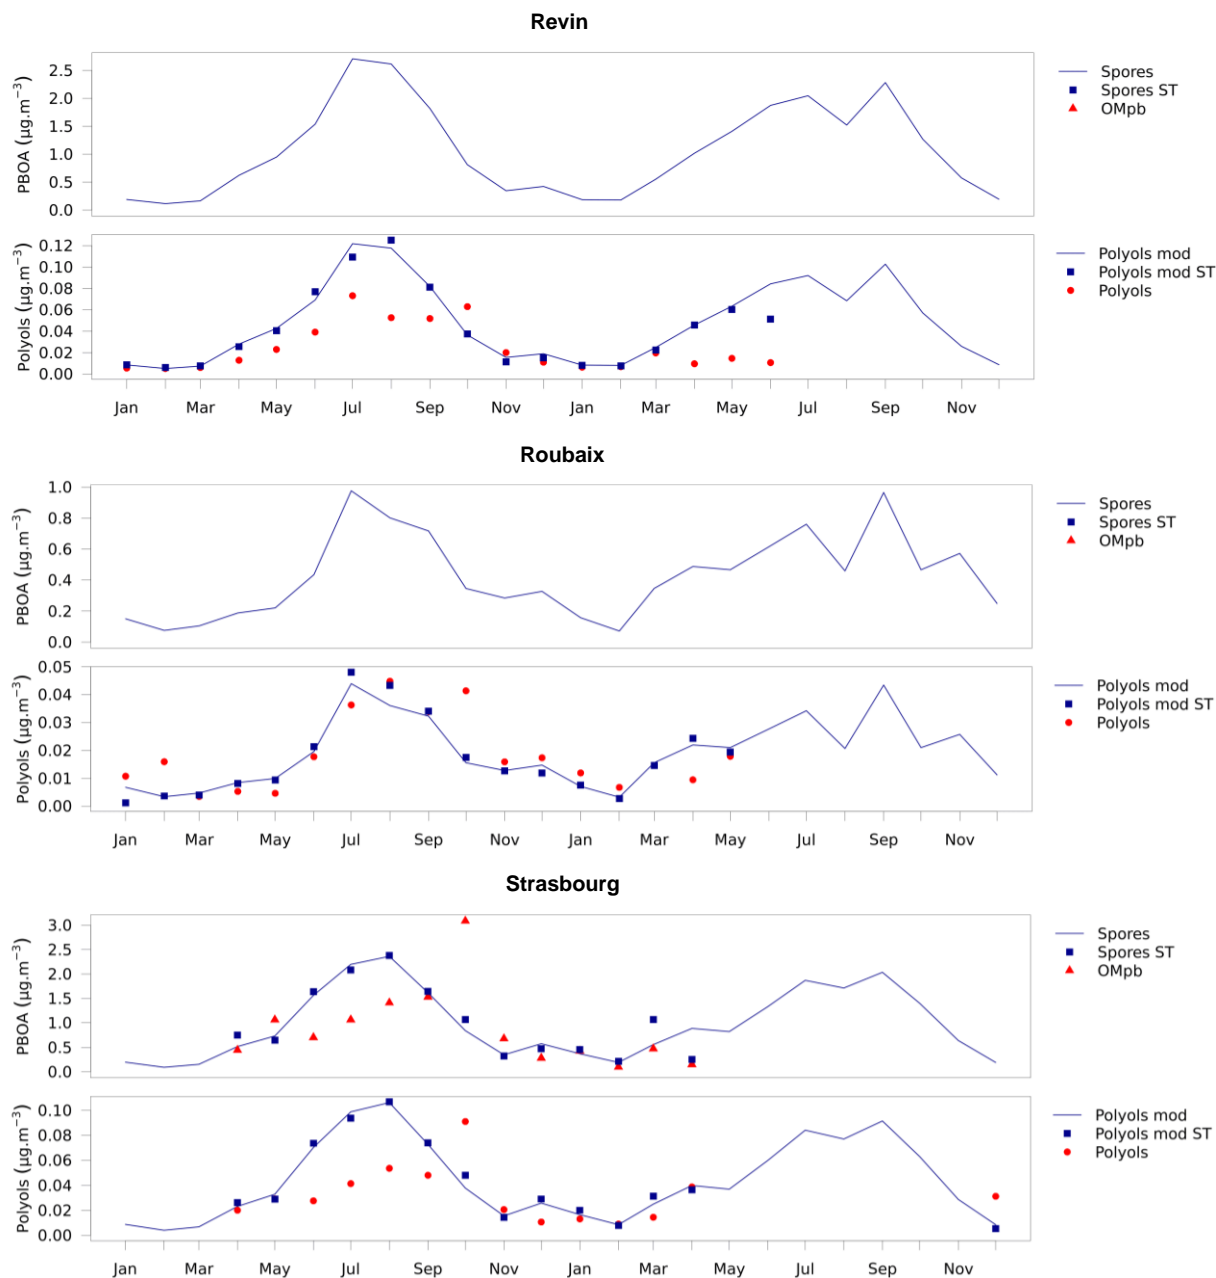 Revin
PBOA (µg.m−3)
2.5
2.0
1.5
1.0
0.5
0.0
Spores
Spores ST
OMpb
Polyols (µg.m−3)
0.12
0.10
0.08
0.06
0.04
0.02
0.00
Polyols mod
Polyols mod ST
Polyols
Jan Mar May Jul Sep Nov Jan Mar May Jul Sep Nov
Roubaix
PBOA (µg.m−3)
1.0
0.8
0.6
0.4
0.2
0.0
Spores
Spores ST
OMpb
Polyols (µg.m−3)
0.05
0.04
0.03
0.02
0.01
0.00
Polyols mod
Polyols mod ST
Polyols
Jan Mar May Jul Sep Nov Jan Mar May Jul Sep Nov
Strasbourg
PBOA (µg.m−3)
3.0
2.5
2.0
1.5
1.0
0.5
0.0
Spores
Spores ST
OMpb
Polyols (µg.m−3)
0.10
0.08
0.06
0.04
0.02
0.00
Polyols mod
Polyols mod ST
Polyols
Jan Mar May Jul Sep Nov Jan Mar May Jul Sep Nov